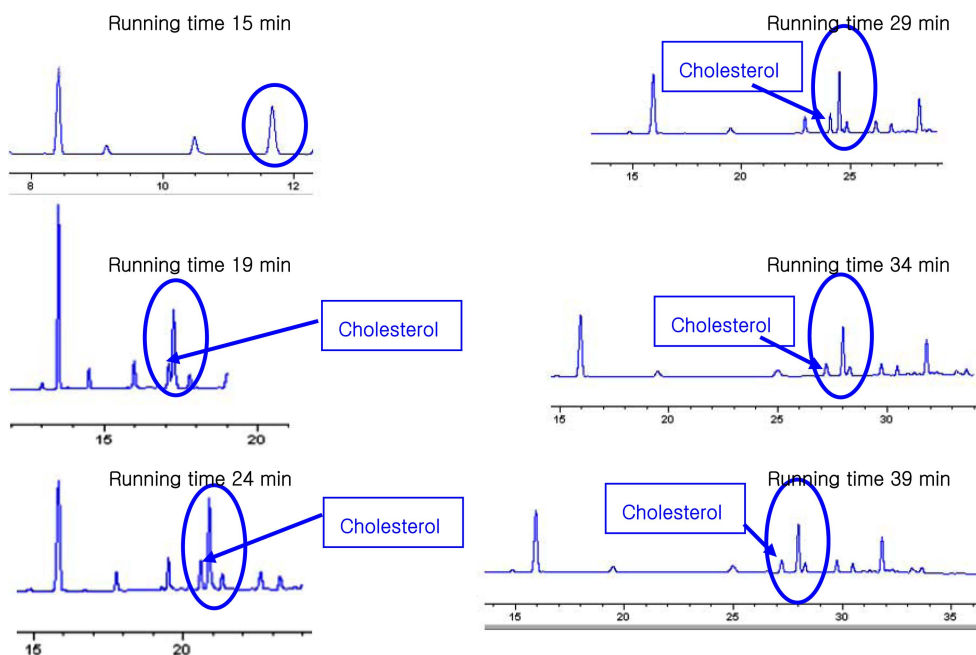 Running time 15 min
8 10 12
Running time 19 min
Cholesterol
15 20
Running time 24 min
Cholesterol
15 20
Running time 29 min
Cholesterol
15 20 25
Running time 34 min
Cholesterol
15 20 25 30
Running time 39 min
Cholesterol
15 20 25 30 35